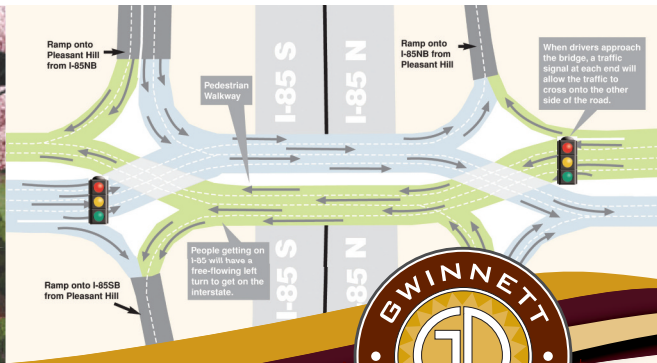 Ramp onto
Pleasant Hill
from I-85NB
I-85 S
I-85 N
Ramp onto
I-85NB from
Pleasant Hill
When drivers approach
the bridge, a traffic
signal at each end will
allow the traffic to
cross onto the other
side of the road.
Pedestrian
Walkway
People getting on
I-85 will have a
free-flowing left
turn to get on the
interstate.
I-85 S
I-85 N
Ramp onto I-85SB
from Pleasant Hill
GWINNETT